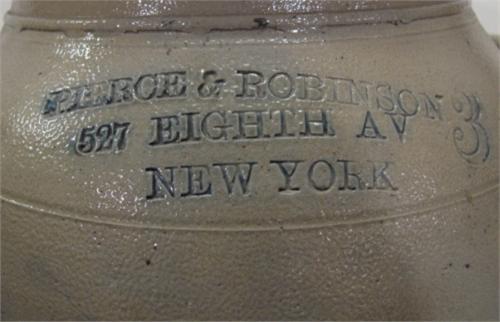 PIERCE & ROBINSON 3
527 EIGHTH AV
NEW YORK